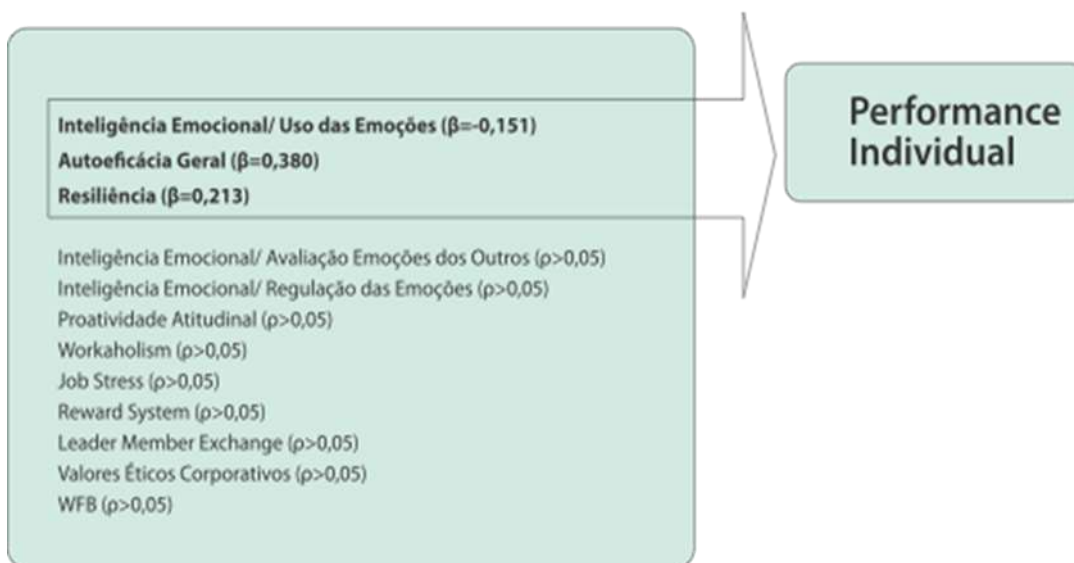 Inteligência Emocional/ Uso das Emoções (β=-0,151)
Autoeficácia Geral (β=0,380)
Resiliência (β=0,213)
Inteligência Emocional/ Avaliação Emoções dos Outros (ρ>0,05)
Inteligência Emocional/ Regulação das Emoções (ρ>0,05)
Proatividade Atitudinal (ρ>0,05)
Workaholism (ρ>0,05)
Job Stress (ρ>0,05)
Reward System (ρ>0,05)
Leader Member Exchange (ρ>0,05)
Valores Éticos Corporativos (ρ>0,05)
WFB (ρ>0,05)
Performance
Individual